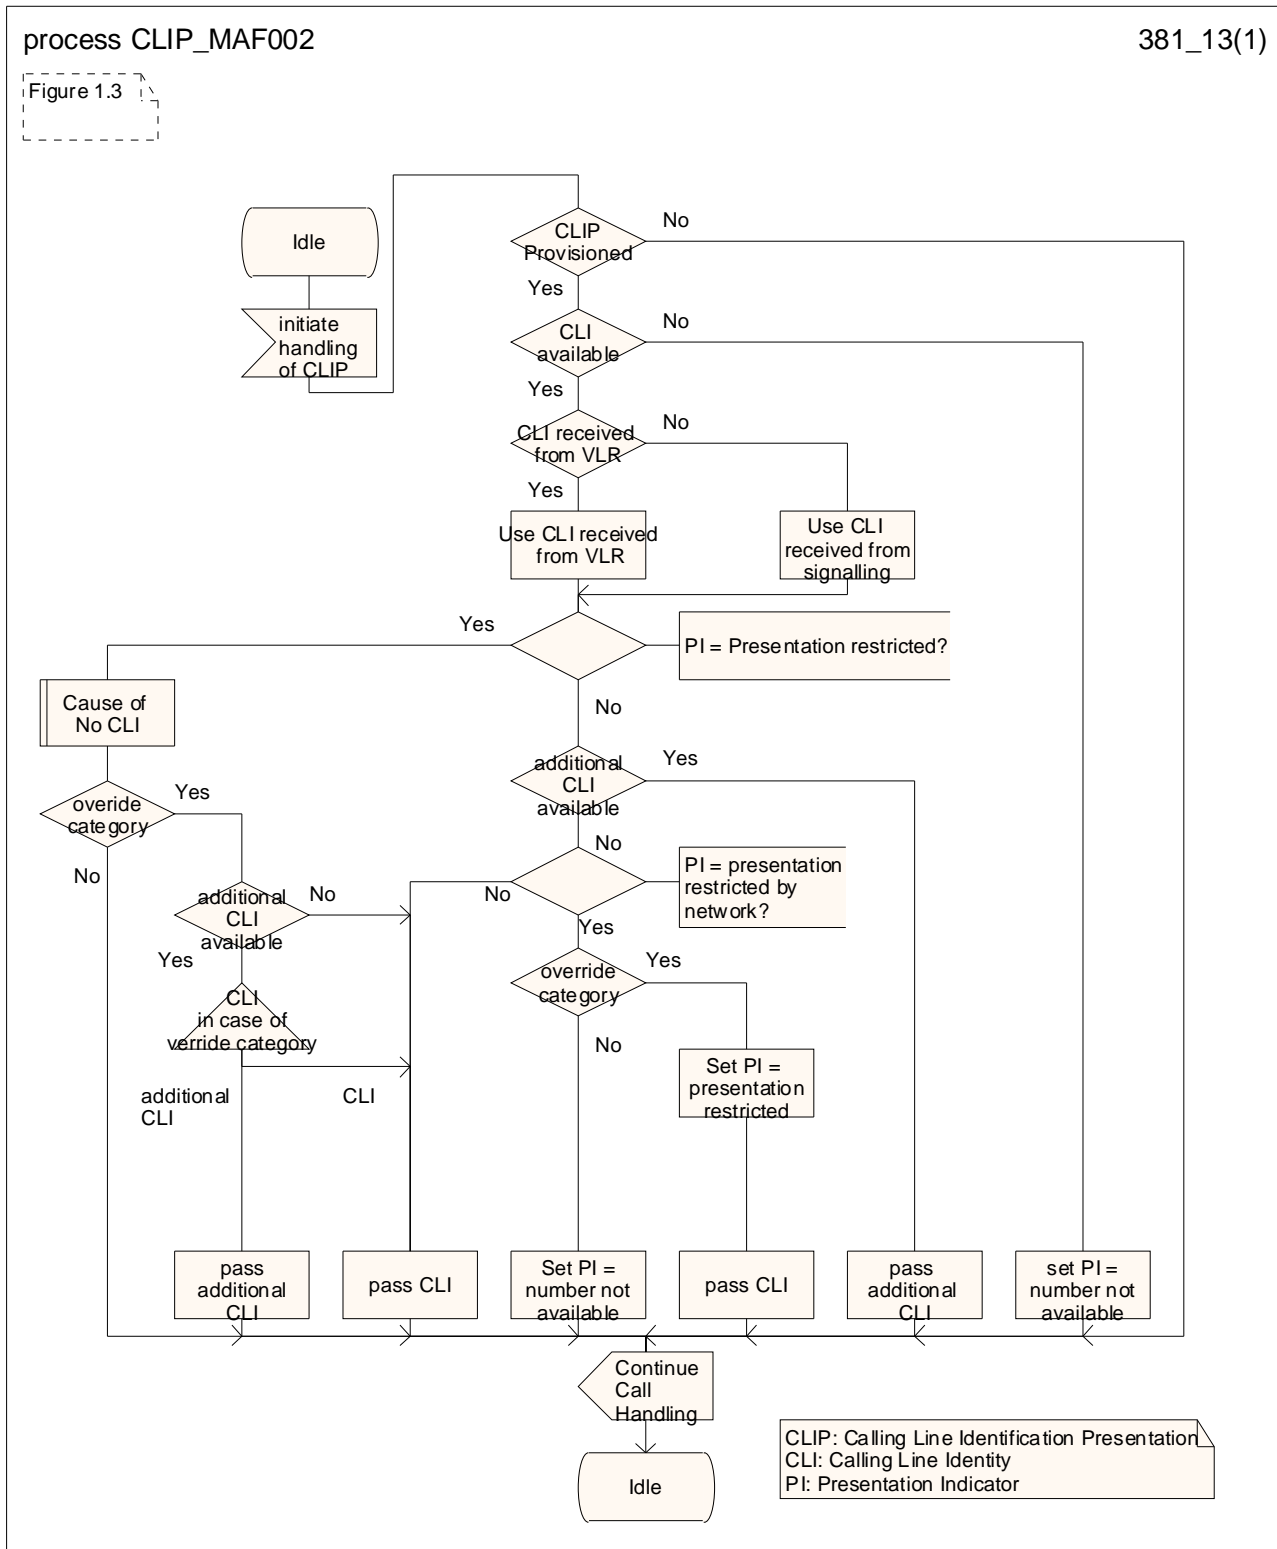 process CLIP_MAF002
381_13(1)
Figure 1.3
Idle
initiate
handling
of CLIP
CLIP
Provisioned
No
Yes
CLI
available
No
Yes
CLI received
from VLR
No
Yes
Use CLI received
from VLR
Use CLI
received from
signalling
Yes
PI = Presentation restricted?
No
Cause of
No CLI
overide
category
Yes
No
additional
CLI
available
Yes
No
PI = presentation
restricted by
network?
No
Yes
additional
CLI
available
No
Yes
override
category
Yes
No
CLI
in case of
verride category
additional
CLI
CLI
Set PI =
presentation
restricted
pass
additional
CLI
pass CLI
Set PI =
number not
available
pass CLI
pass
additional
CLI
set PI =
number not
available
Continue
Call
Handling
Idle
CLIP: Calling Line Identification Presentation
CLI: Calling Line Identity
PI: Presentation Indicator